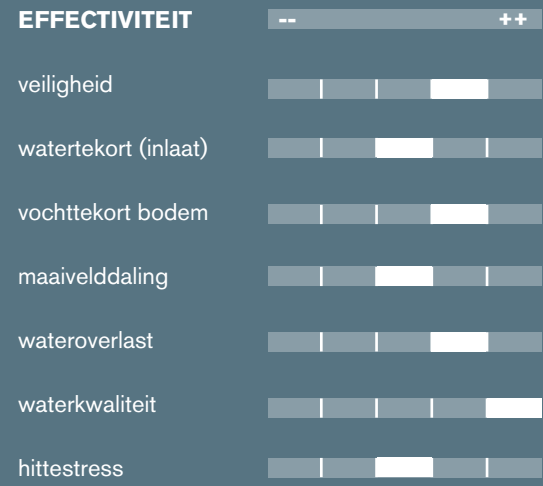 EFFECTIVITEIT -- ++
veiligheid
watertekort (inlaat)
vochttekort bodem
maaivelddaling
wateroverlast
waterkwaliteit
hittestress